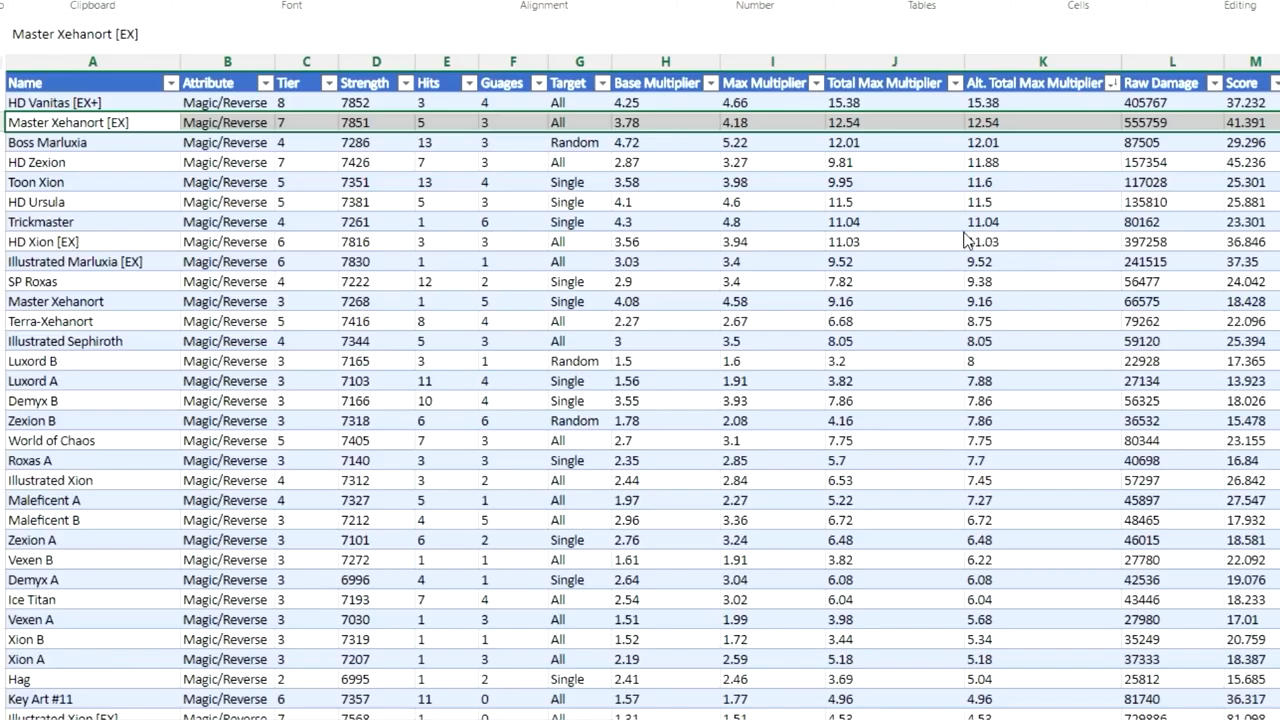 Clipboard Font Alignment Number Tables Cells Editing
Master Xehanort [EX]
A B C D E F G H I J K L M
Name Attribute Tier Strength Hits Guages Target Base Multiplier Max Multiplier Total Max Multiplier Alt. Total Max Multiplier Raw Damage Score
HD Vanitas [EX+] Magic/Reverse 8 7852 3 4 All 4.25 4.66 15.38 15.38 405767 37.232
Master Xehanort [EX] Magic/Reverse 7 7851 5 3 All 3.78 4.18 12.54 12.54 555759 41.391
Boss Marluxia Magic/Reverse 4 7286 13 3 Random 4.72 5.22 12.01 12.01 87505 29.296
HD Zexion Magic/Reverse 7 7426 7 3 All 2.87 3.27 9.81 11.88 157354 45.236
Toon Xion Magic/Reverse 5 7351 13 4 Single 3.58 3.98 9.95 11.6 117028 25.301
HD Ursula Magic/Reverse 5 7381 5 3 Single 4.1 4.6 11.5 11.5 135810 25.881
Trickmaster Magic/Reverse 4 7261 1 6 Single 4.3 4.8 11.04 11.04 80162 23.301
HD Xion [EX] Magic/Reverse 6 7816 3 3 All 3.56 3.94 11.03 11.03 397258 36.846
Illustrated Marluxia [EX] Magic/Reverse 6 7830 1 1 All 3.03 3.4 9.52 9.52 241515 37.35
SP Roxas Magic/Reverse 4 7222 12 2 Single 2.9 3.4 7.82 9.38 56477 24.042
Master Xehanort Magic/Reverse 3 7268 1 5 Single 4.08 4.58 9.16 9.16 66575 18.428
Terra-Xehanort Magic/Reverse 5 7416 8 4 All 2.27 2.67 6.68 8.75 79262 22.096
Illustrated Sephiroth Magic/Reverse 4 7344 5 3 All 3 3.5 8.05 8.05 59120 25.394
Luxord B Magic/Reverse 3 7165 3 1 Random 1.5 1.6 3.2 8 22928 17.365
Luxord A Magic/Reverse 3 7103 11 4 Single 1.56 1.91 3.82 7.88 27134 13.923
Demyx B Magic/Reverse 3 7166 10 4 Single 3.55 3.93 7.86 7.86 56325 18.026
Zexion B Magic/Reverse 3 7318 6 6 Random 1.78 2.08 4.16 7.86 36532 15.478
World of Chaos Magic/Reverse 5 7405 7 3 All 2.7 3.1 7.75 7.75 80344 23.155
Roxas A Magic/Reverse 3 7140 3 3 Single 2.35 2.85 5.7 7.7 40698 16.84
Illustrated Xion Magic/Reverse 4 7312 3 2 All 2.44 2.84 6.53 7.45 57297 26.842
Maleficent A Magic/Reverse 4 7327 5 1 All 1.97 2.27 5.22 7.27 45897 27.547
Maleficent B Magic/Reverse 3 7212 4 5 All 2.96 3.36 6.72 6.72 48465 17.932
Zexion A Magic/Reverse 3 7101 6 2 Single 2.76 3.24 6.48 6.48 46015 18.581
Vexen B Magic/Reverse 3 7272 1 1 All 1.61 1.91 3.82 6.22 27780 22.092
Demyx A Magic/Reverse 3 6996 4 1 Single 2.64 3.04 6.08 6.08 42536 19.076
Ice Titan Magic/Reverse 3 7193 7 4 All 2.54 3.02 6.04 6.04 43446 18.233
Vexen A Magic/Reverse 3 7030 1 3 All 1.51 1.99 3.98 5.68 27980 17.01
Xion B Magic/Reverse 3 7319 1 1 All 1.52 1.72 3.44 5.34 35249 20.759
Xion A Magic/Reverse 3 7207 1 3 All 2.19 2.59 5.18 5.18 37333 18.387
Hag Magic/Reverse 2 6995 1 2 Single 2.41 2.46 3.69 5.04 25812 15.685
Key Art #11 Magic/Reverse 6 7357 11 0 All 1.57 1.77 4.96 4.96 81740 36.317